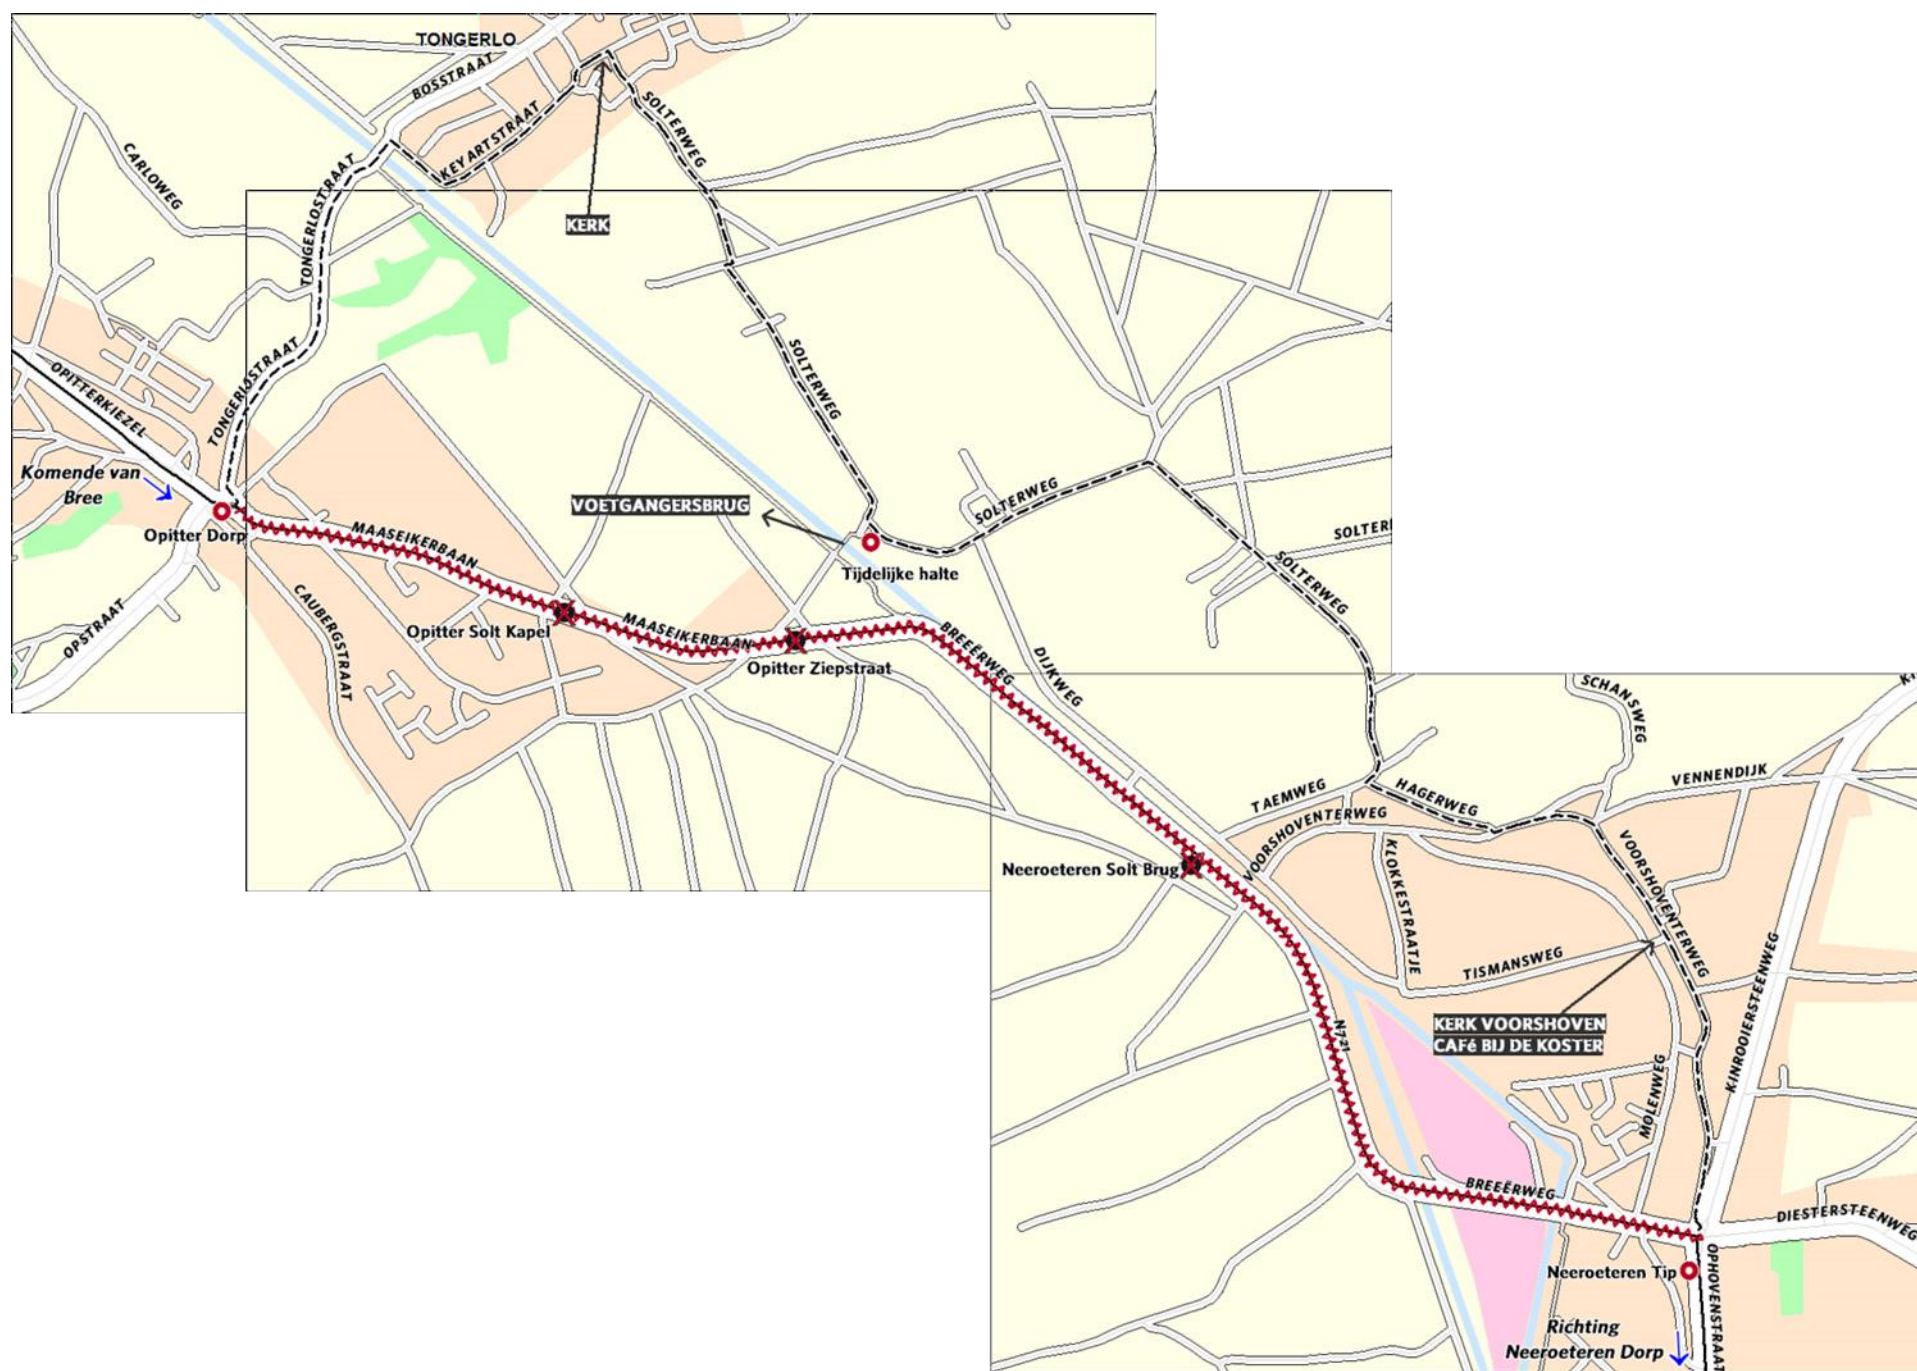 TONGERLO
BOSSTRAAT
KEYARTSTRAAT
SOLTERWEG
CARLOWEG
TONGERLOSTRAAT
KERK
TONGERLOSTRAAT
SOLTERWEG
OPITTERKIEZEL
Komende van
Bree
Opitter Dorp
MAASEIKERBAAN
VOETGANGERSBRUG
Tijdelijke halte
SOLTERWEG
SOLTERWEG
OPSTRAAT
CAUBERGSTRAAT
Opitter Solt Kapel
MAASEIKERBAAN
Opitter Ziepstraat
BREEËRWEG
DIJKWEG
SCHANSWEG
TAEMWEG
HAGERWEG
VENNENDIJK
VOORSHOVENTERWEG
KLOKKESTRAATJE
VOORSHOVENTERWEG
Neeroeteren Solt Brug
TISMANSWEG
KINROOIERSTEENWEG
N721
KERK VOORSHOVEN
CAFé BIJ DE KOSTER
MOLENWEG
BREEËRWEG
DIESTERSTEENWEG
Neeroeteren Tip
OPHOVENSTRAAT
Richting
Neeroeteren Dorp